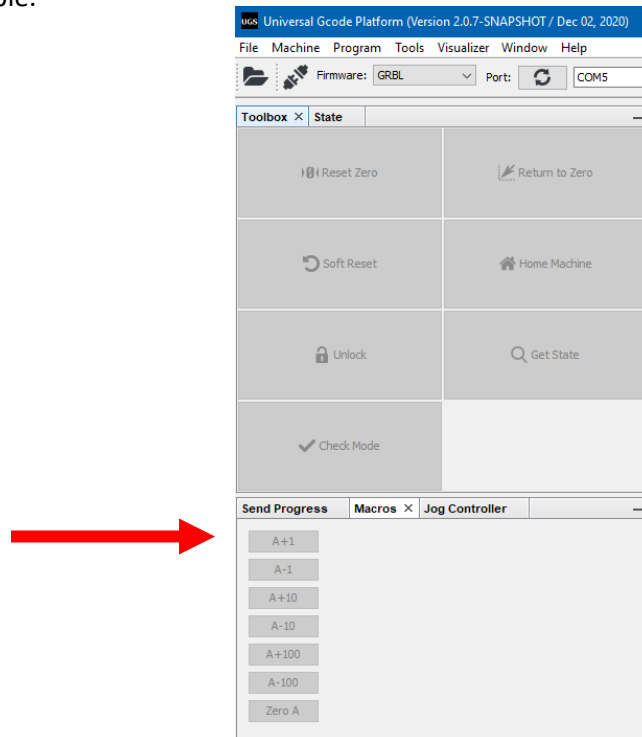 UGS Universal Gcode Platform (Version 2.0.7-SNAPSHOT / Dec 02, 2020)
File Machine Program Tools Visualizer Window Help
Firmware: GRBL Port: COM5
Toolbox × State
Reset Zero Return to Zero
Soft Reset Home Machine
Unlock Get State
Check Mode
Send Progress Macros × Jog Controller
A+1
A-1
A+10
A-10
A+100
A-100
Zero A